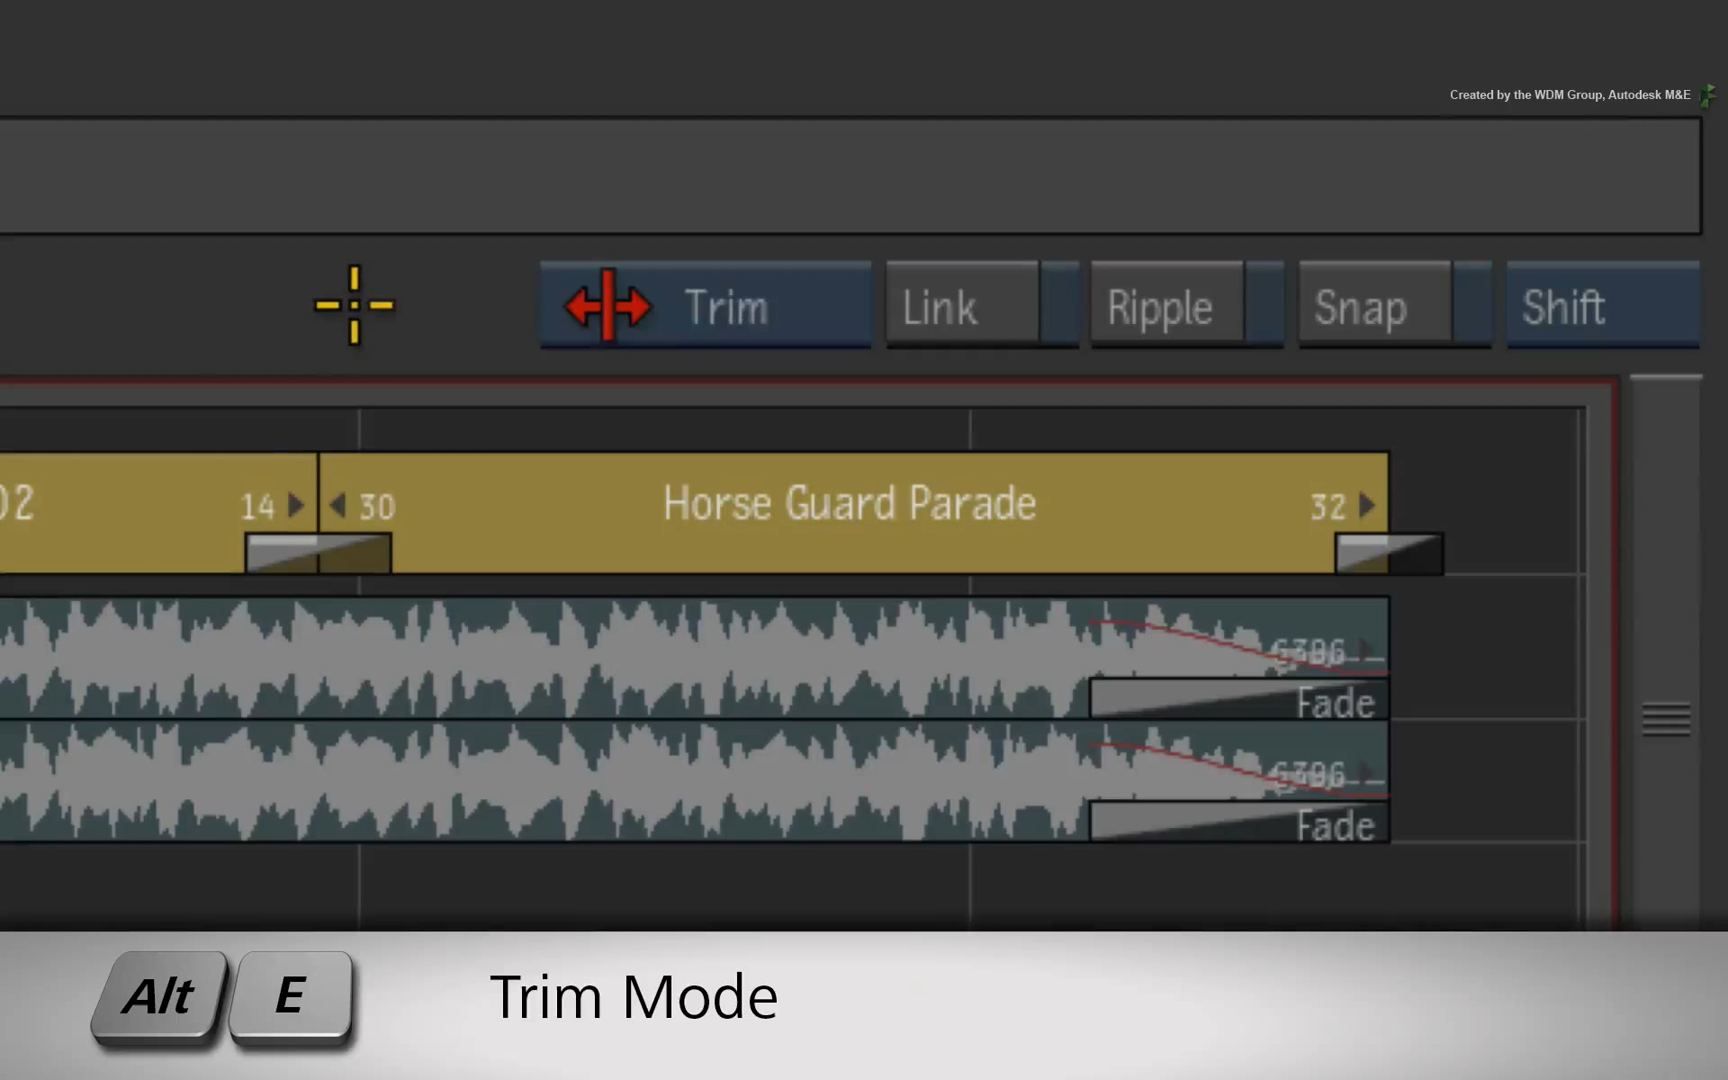 Created by the WDM Group, Autodesk M&E
Trim Link Ripple Snap Shift
02 14 30 Horse Guard Parade 32
Fade
Fade
Alt E Trim Mode